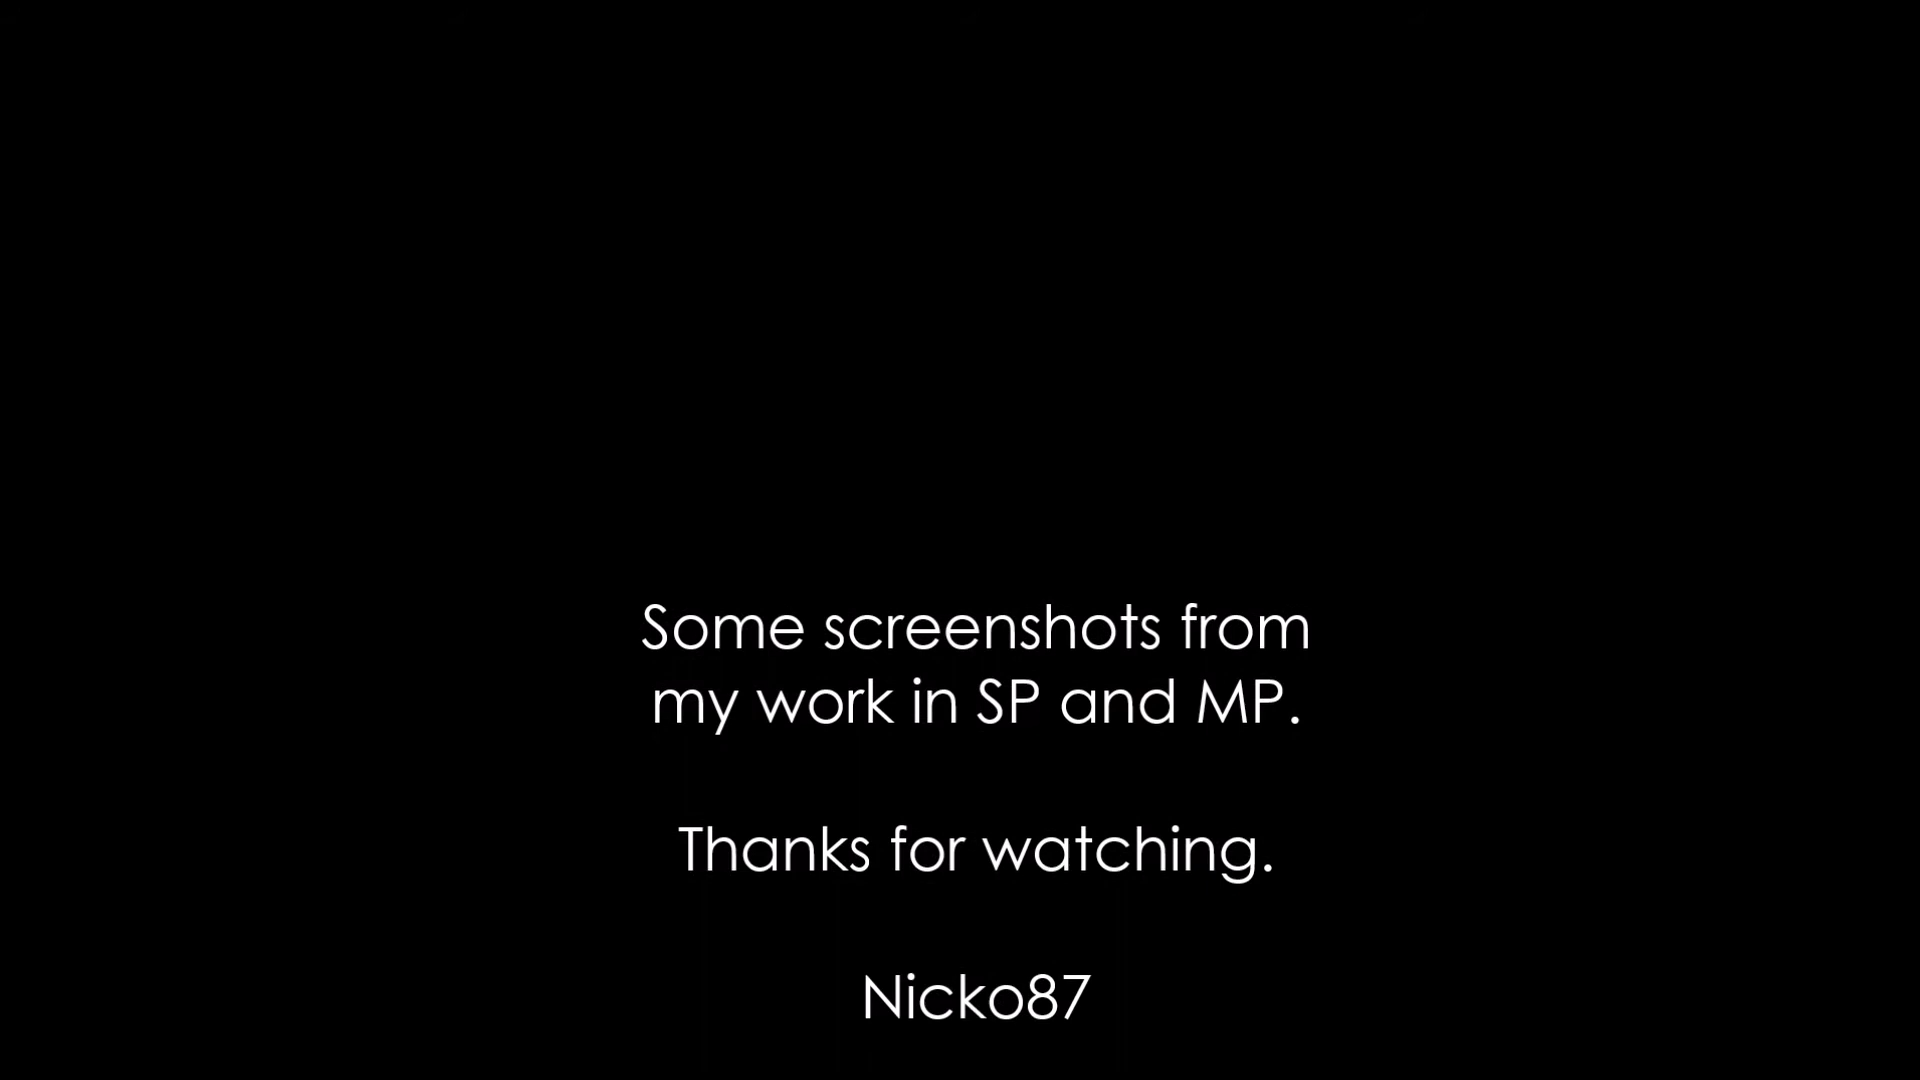 Some screenshots from
my work in SP and MP.
Thanks for watching.
Nicko87